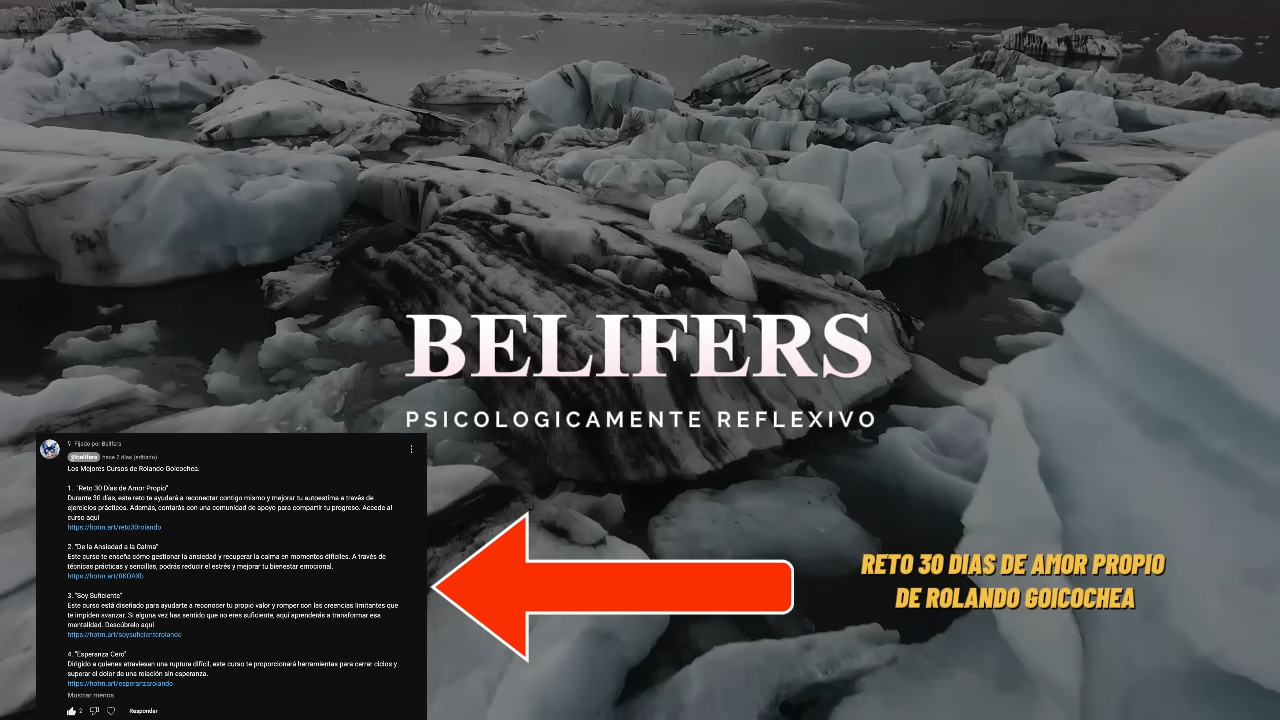 BELIFERS
PSICOLOGICAMENTE REFLEXIVO
Fijado por Belifers
@belifers hace 2 días (editado)
Los Mejores Cursos de Rolando Goicochea.
1. "Reto 30 Días de Amor Propio"
Durante 30 días, este reto te ayudará a reconectar contigo mismo y mejorar tu autoestima a través de
ejercicios prácticos. Además, contarás con una comunidad de apoyo para compartir tu progreso. Accede al
curso aquí
https://hotm.art/reto30rolando
2. "De la Ansiedad a la Calma"
Este curso te enseña cómo gestionar la ansiedad y recuperar la calma en momentos difíciles. A través de
técnicas prácticas y sencillas, podrás reducir el estrés y mejorar tu bienestar emocional.
https://hotm.art/0KOAXb
3. "Soy Suficiente"
Este curso está diseñado para ayudarte a reconocer tu propio valor y romper con las creencias limitantes que
te impiden avanzar. Si alguna vez has sentido que no eres suficiente, aquí aprenderás a transformar esa
mentalidad. Descúbrelo aquí
https://hotm.art/soysuficienterolando
4. "Esperanza Cero"
Dirigido a quienes atraviesan una ruptura difícil, este curso te proporcionará herramientas para cerrar ciclos y
superar el dolor de una relación sin esperanza.
https://hotm.art/esperanzarolando
Mostrar menos
2 Responder
RETO 30 DIAS DE AMOR PROPIO
DE ROLANDO GOICOCHEA